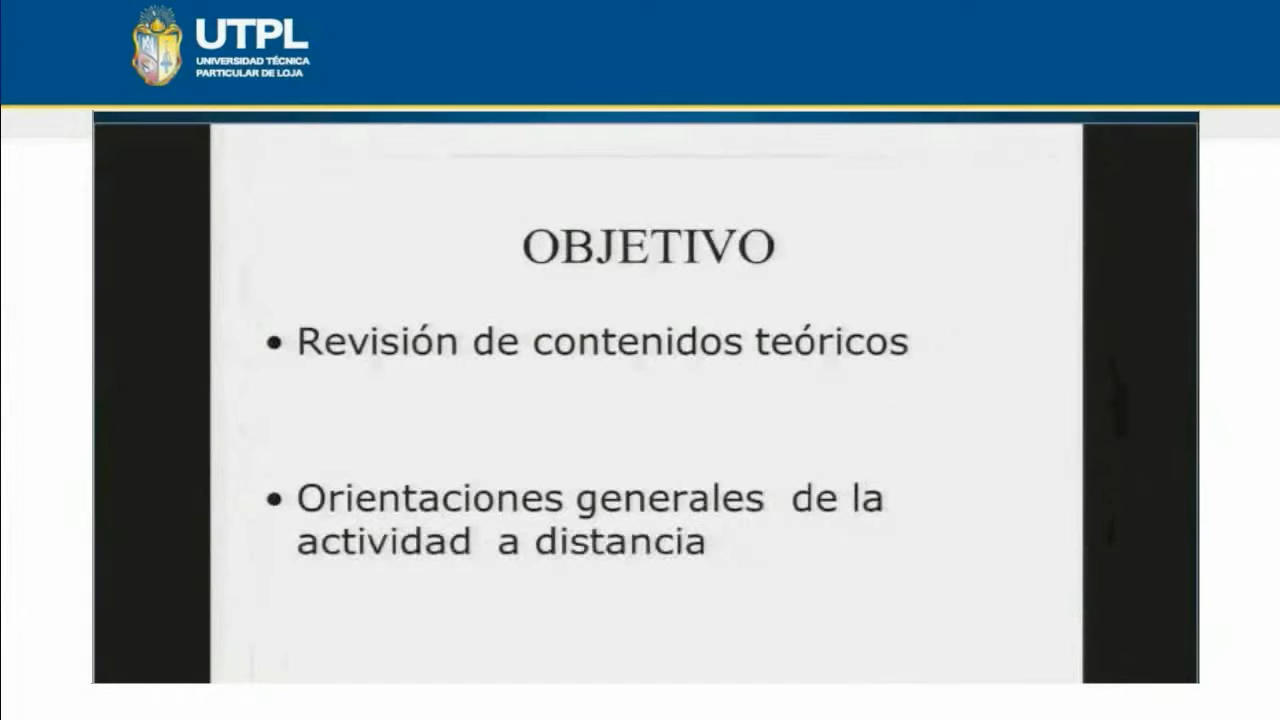 UTPL
UNIVERSIDAD TÉCNICA
PARTICULAR DE LOJA
OBJETIVO
• Revisión de contenidos teóricos
• Orientaciones generales de la
actividad a distancia